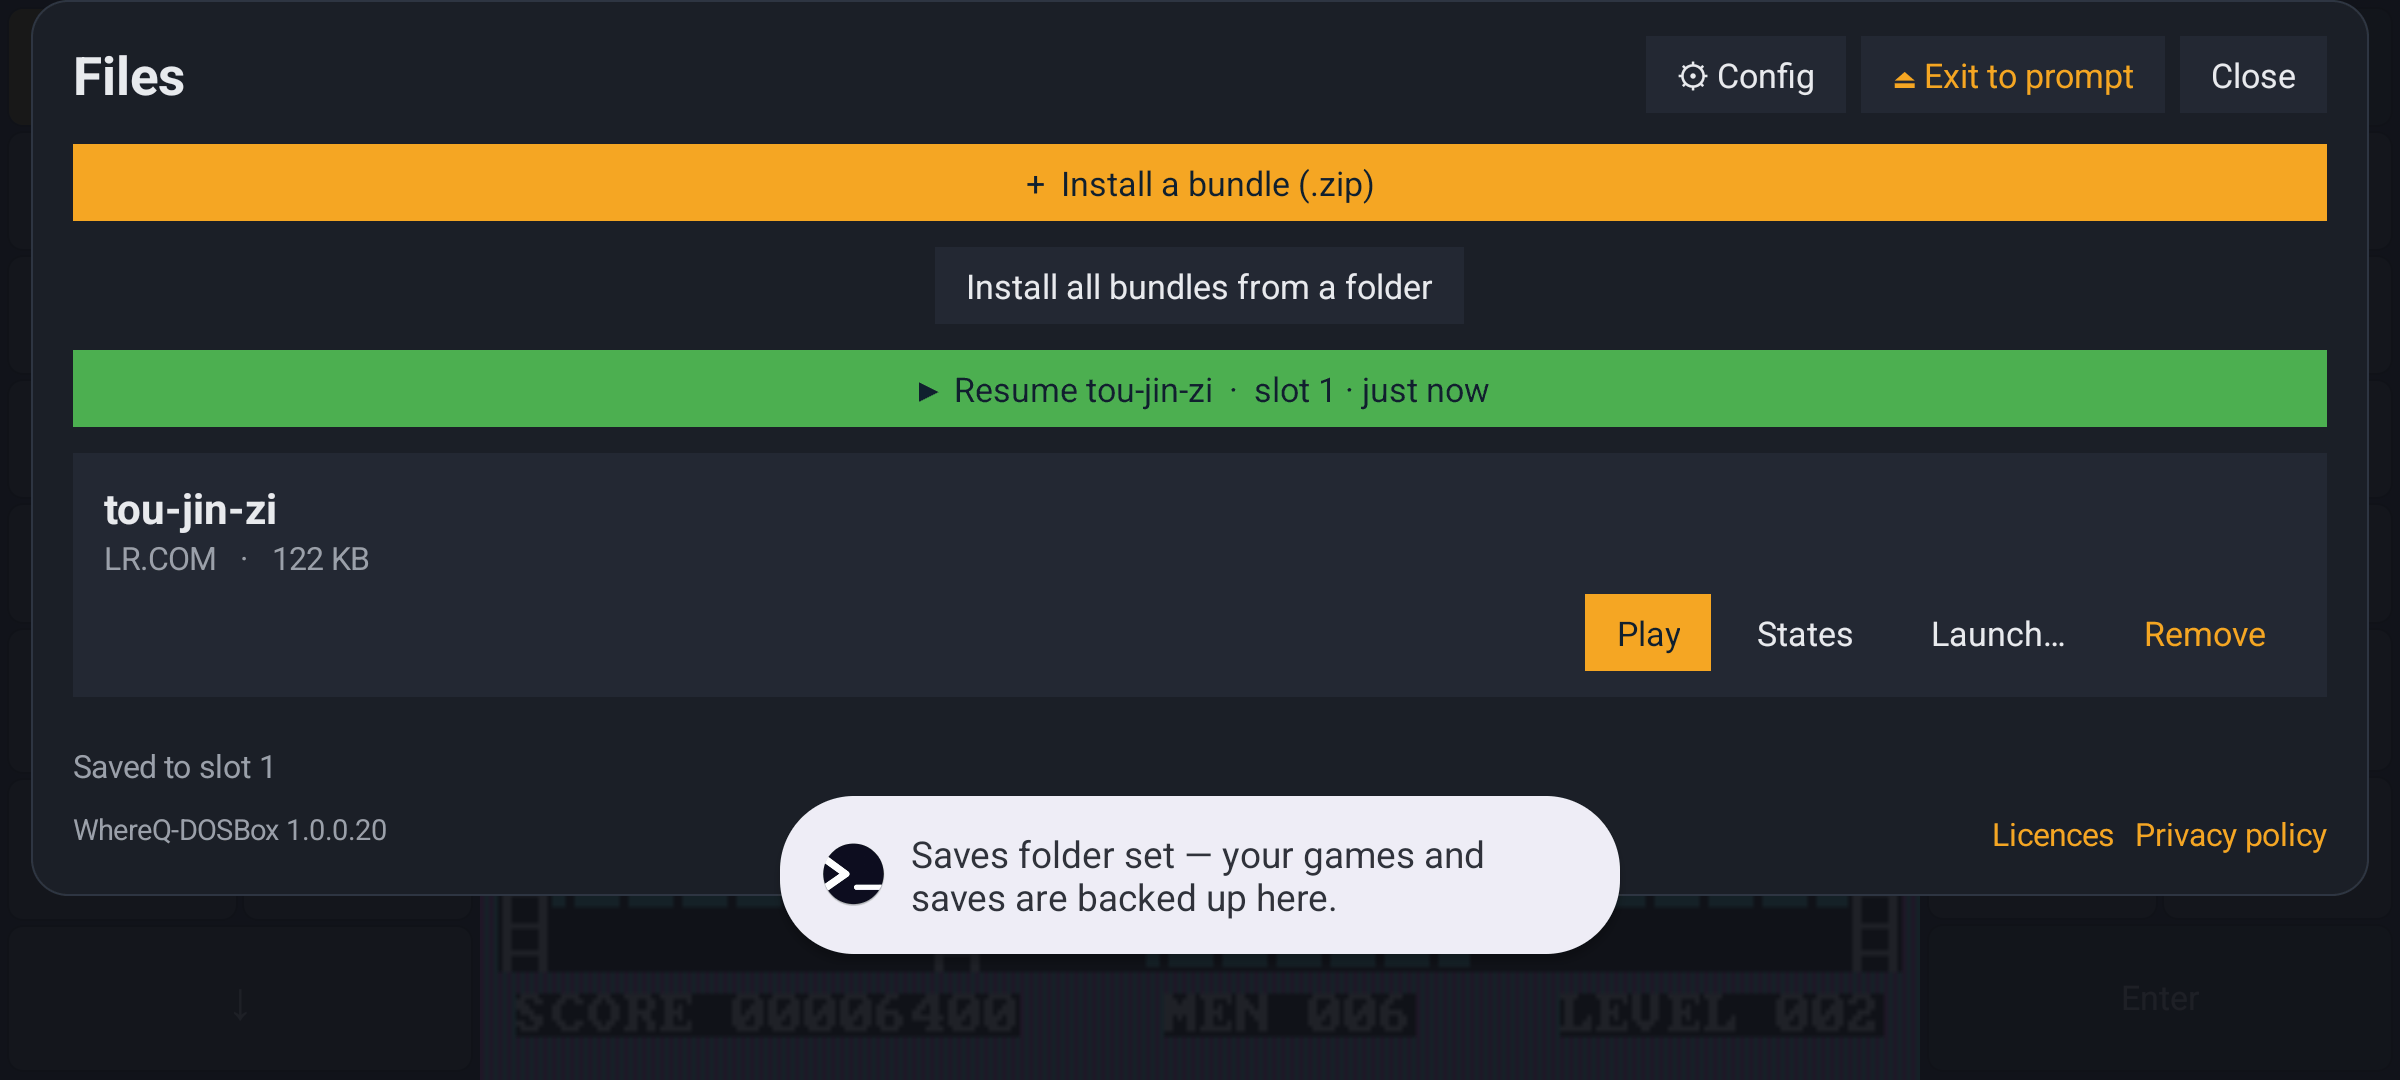 Files
Config
Exit to prompt
Close
+ Install a bundle (.zip)
Install all bundles from a folder
▶ Resume tou-jin-zi · slot 1 · just now
tou-jin-zi
LR.COM · 122 KB
Play
States
Launch...
Remove
Saved to slot 1
WhereQ-DOSBox 1.0.0.20
Saves folder set — your games and
saves are backed up here.
Licences
Privacy policy
↓
SCORE 00006400
MEN 006
LEVEL 002
Enter